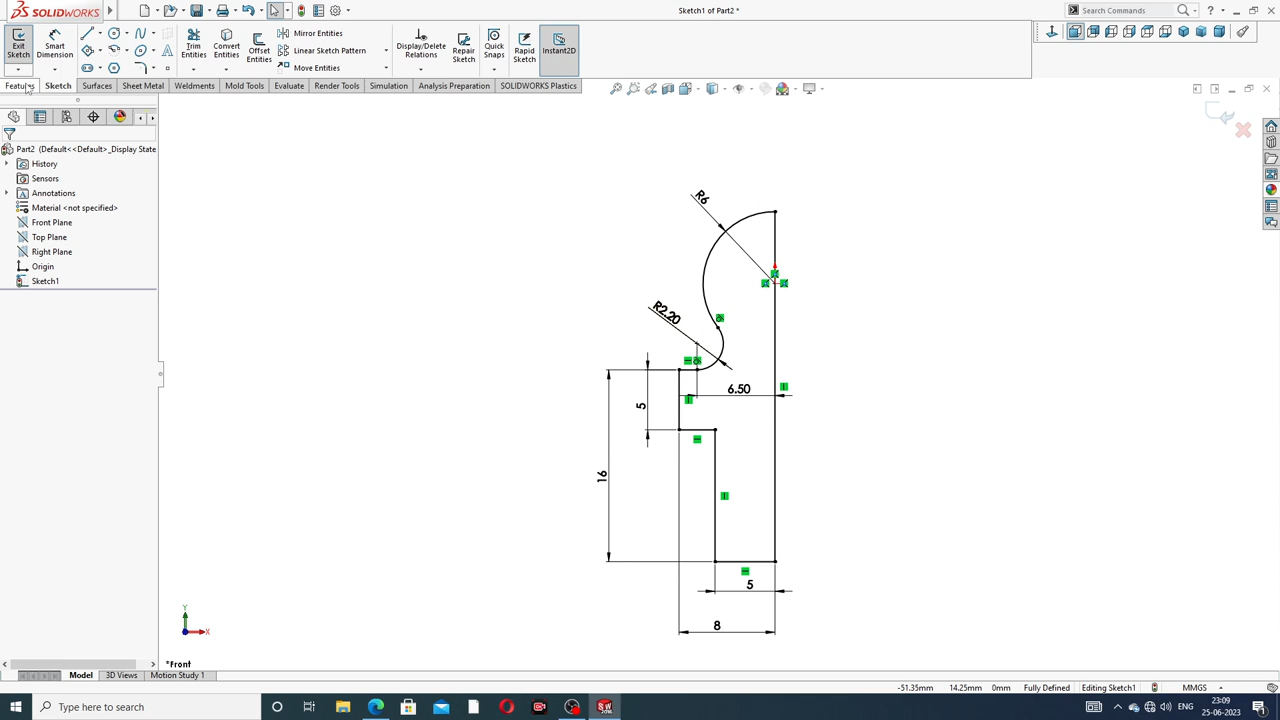 SOLIDWORKS
Sketch1 of Part2 *
Search Commands
Exit Sketch
Smart Dimension
Trim Entities
Convert Entities
Offset Entities
Mirror Entities
Linear Sketch Pattern
Move Entities
Display/Delete Relations
Repair Sketch
Quick Snaps
Rapid Sketch
Instant2D
Features
Sketch
Surfaces
Sheet Metal
Weldments
Mold Tools
Evaluate
Render Tools
Simulation
Analysis Preparation
SOLIDWORKS Plastics
Part2 (Default<<Default>_Display State
History
Sensors
Annotations
Material <not specified>
Front Plane
Top Plane
Right Plane
Origin
Sketch1
R6
R2.20
6.50
5
16
5
8
Y
X
*Front
Model
3D Views
Motion Study 1
-51.35mm
14.25mm
0mm
Fully Defined
Editing Sketch1
MMGS
Type here to search
ENG
23:09
25-06-2023